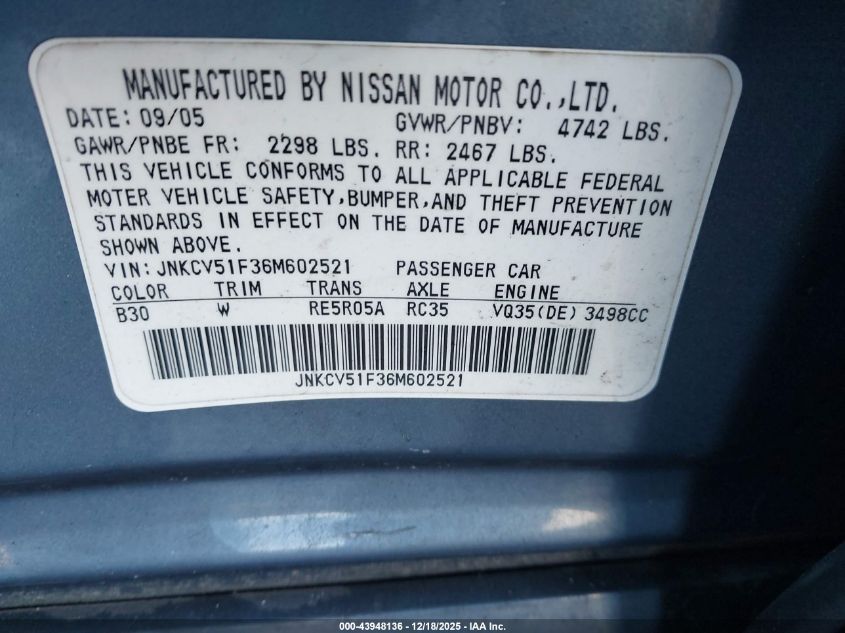 MANUFACTURED BY NISSAN MOTOR CO.,LTD.
DATE: 09/05 GVWR/PNBV: 4742 LBS.
GAWR/PNBE FR: 2298 LBS. RR: 2467 LBS.
THIS VEHICLE CONFORMS TO ALL APPLICABLE FEDERAL
MOTER VEHICLE SAFETY,BUMPER,AND THEFT PREVENTION
STANDARDS IN EFFECT ON THE DATE OF MANUFACTURE
SHOWN ABOVE.
VIN: JNKCV51F36M602521 PASSENGER CAR
COLOR TRIM TRANS AXLE ENGINE
B30 W RE5R05A RC35 VQ35(DE) 3498CC
JNKCV51F36M602521
000-43948136 - 12/18/2025 - IAA Inc.